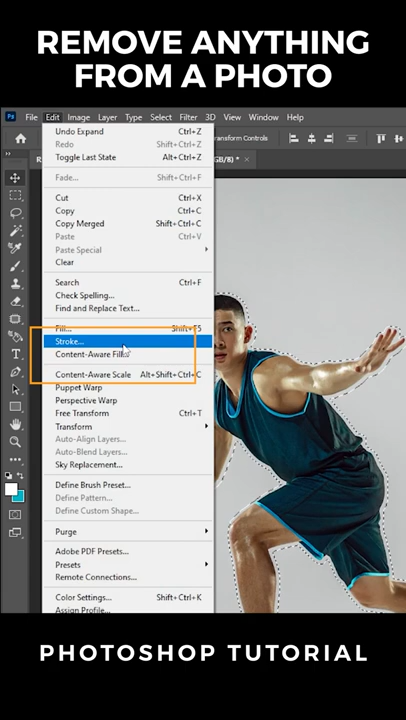 REMOVE ANYTHING
FROM A PHOTO
Ps File Edit Image Layer Type Select Filter 3D View Window Help
Transform Controls
Undo Expand Ctrl+Z
Redo Shift+Ctrl+Z
Toggle Last State Alt+Ctrl+Z
GB/8) * ×
Fade... Shift+Ctrl+F
Cut Ctrl+X
Copy Ctrl+C
Copy Merged Shift+Ctrl+C
Paste Ctrl+V
Paste Special
Clear
Search Ctrl+F
Check Spelling...
Find and Replace Text...
Fill... Shift+F5
Stroke...
Content-Aware Fill...
Content-Aware Scale Alt+Shift+Ctrl+C
Puppet Warp
Perspective Warp
Free Transform Ctrl+T
Transform
Auto-Align Layers...
Auto-Blend Layers...
Sky Replacement...
Define Brush Preset...
Define Pattern...
Define Custom Shape...
Purge
Adobe PDF Presets...
Presets
Remote Connections...
Color Settings... Shift+Ctrl+K
Assign Profile...
PHOTOSHOP TUTORIAL